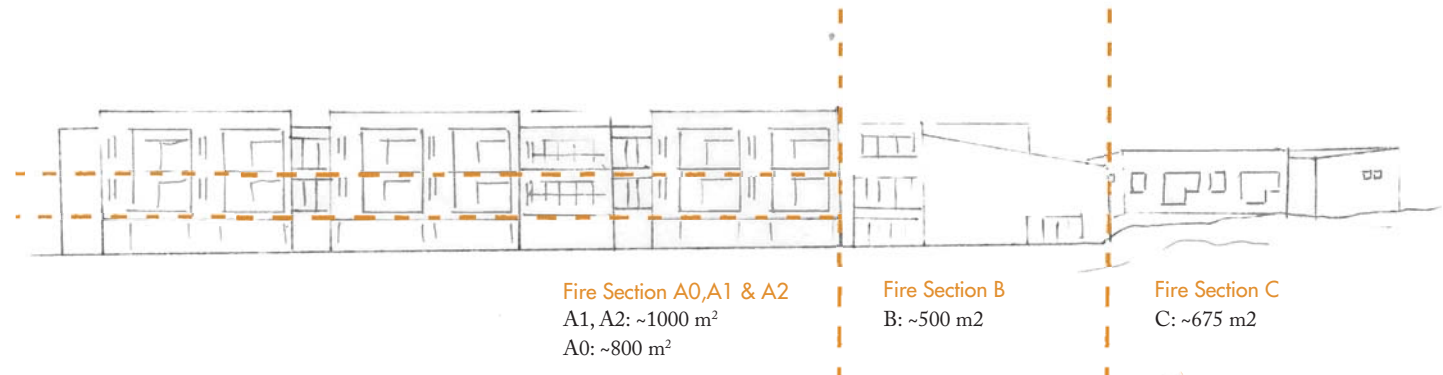 Fire Section A0,A1 & A2
A1, A2: ~1000 m²
A0: ~800 m²
Fire Section B
B: ~500 m2
Fire Section C
C: ~675 m2